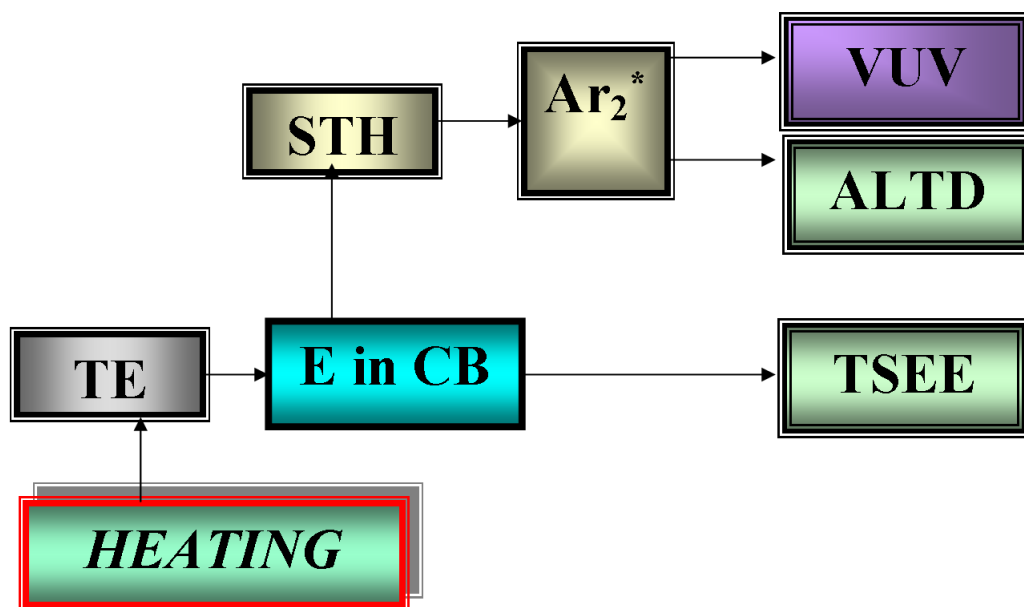 VUV
Ar₂*
STH
ALTD
E in CB
TSEE
TE
HEATING